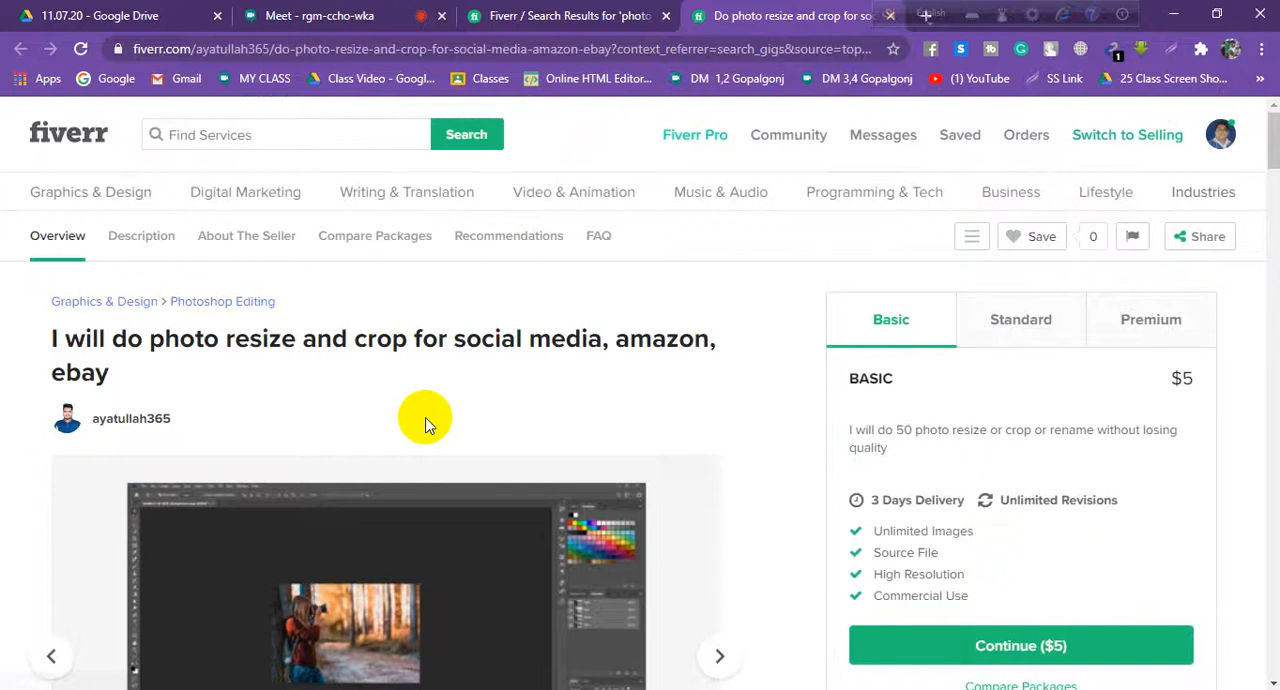 11.07.20 - Google Drive
Meet - rgm-ccho-wka
Fiverr / Search Results for 'photo
Do photo resize and crop for so
English
fiverr.com/ayatullah365/do-photo-resize-and-crop-for-social-media-amazon-ebay?context_referrer=search_gigs&source=top...
1
Apps
Google
Gmail
MY CLASS
Class Video - Googl...
Classes
Online HTML Editor...
DM 1,2 Gopalgonj
DM 3,4 Gopalgonj
(1) YouTube
SS Link
25 Class Screen Sho...
»
fiverr
Find Services
Search
Fiverr Pro
Community
Messages
Saved
Orders
Switch to Selling
Graphics & Design
Digital Marketing
Writing & Translation
Video & Animation
Music & Audio
Programming & Tech
Business
Lifestyle
Industries
Overview
Description
About The Seller
Compare Packages
Recommendations
FAQ
Save
0
Share
Graphics & Design > Photoshop Editing
I will do photo resize and crop for social media, amazon,
ebay
ayatullah365
Basic
Standard
Premium
BASIC
$5
I will do 50 photo resize or crop or rename without losing
quality
3 Days Delivery
Unlimited Revisions
Unlimited Images
Source File
High Resolution
Commercial Use
Continue ($5)
Compare Packages